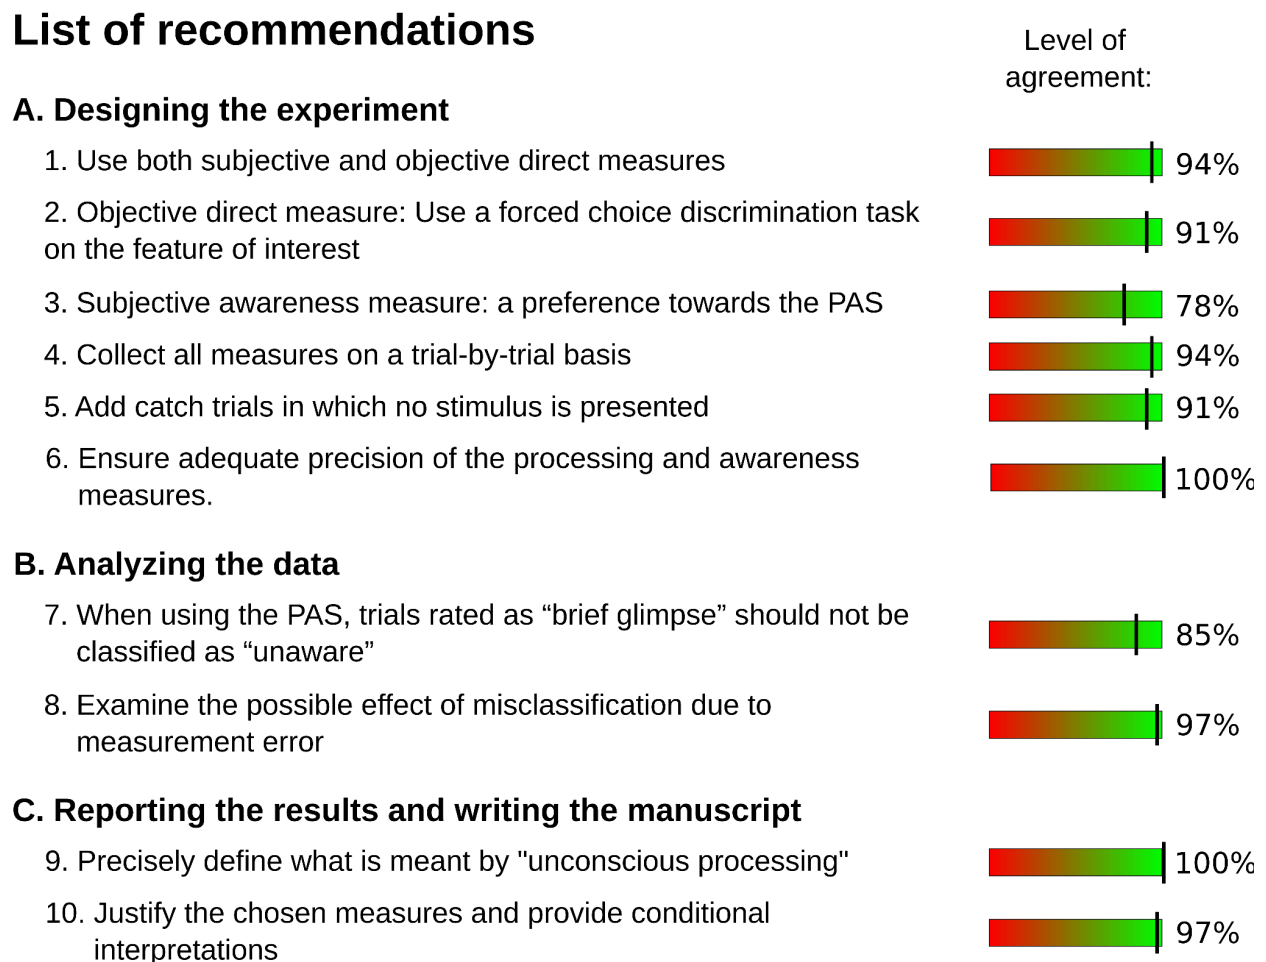 List of recommendations
Level of
agreement:
A. Designing the experiment
1. Use both subjective and objective direct measures 94%
2. Objective direct measure: Use a forced choice discrimination task
on the feature of interest 91%
3. Subjective awareness measure: a preference towards the PAS 78%
4. Collect all measures on a trial-by-trial basis 94%
5. Add catch trials in which no stimulus is presented 91%
6. Ensure adequate precision of the processing and awareness
measures. 100%
B. Analyzing the data
7. When using the PAS, trials rated as “brief glimpse” should not be
classified as “unaware” 85%
8. Examine the possible effect of misclassification due to
measurement error 97%
C. Reporting the results and writing the manuscript
9. Precisely define what is meant by "unconscious processing" 100%
10. Justify the chosen measures and provide conditional
interpretations 97%